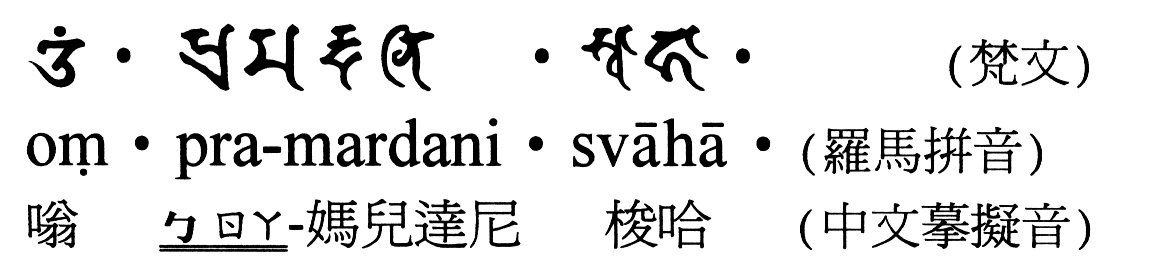 𑖌𑖼 • 𑖢𑖿𑖨𑖦𑖨𑖿𑖟𑖡𑖰 • 𑖭𑖿𑖪𑖯𑖮𑖯 • (梵文)
oṃ • pra-mardani • svāhā • (羅馬拼音)
嗡 ㄅㄖㄚ-媽兒達尼 梭哈 (中文摹擬音)